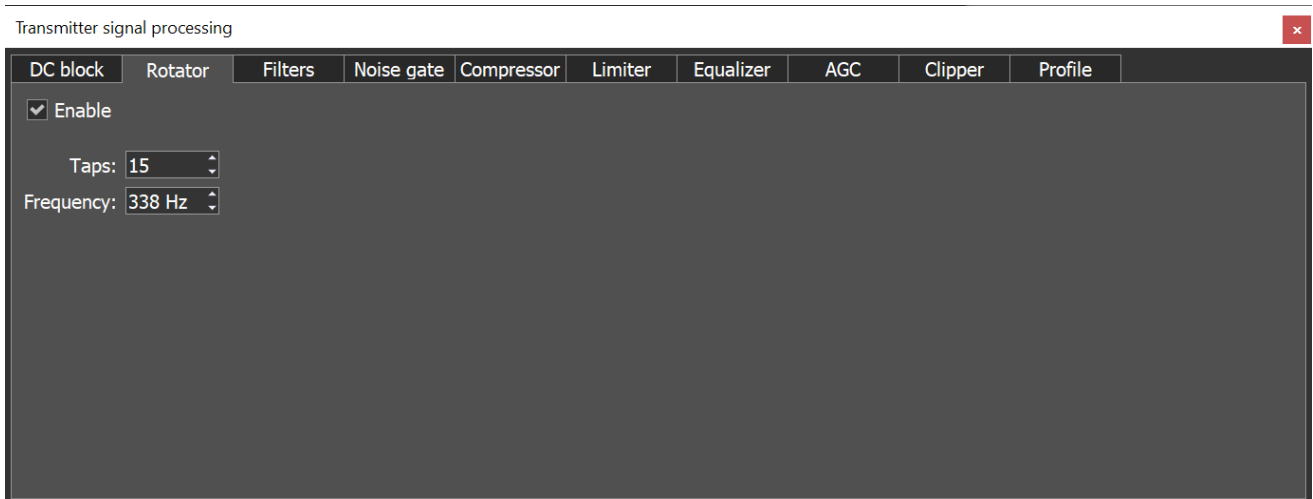 Transmitter signal processing
DC block Rotator Filters Noise gate Compressor Limiter Equalizer AGC Clipper Profile
Enable
Taps: 15
Frequency: 338 Hz